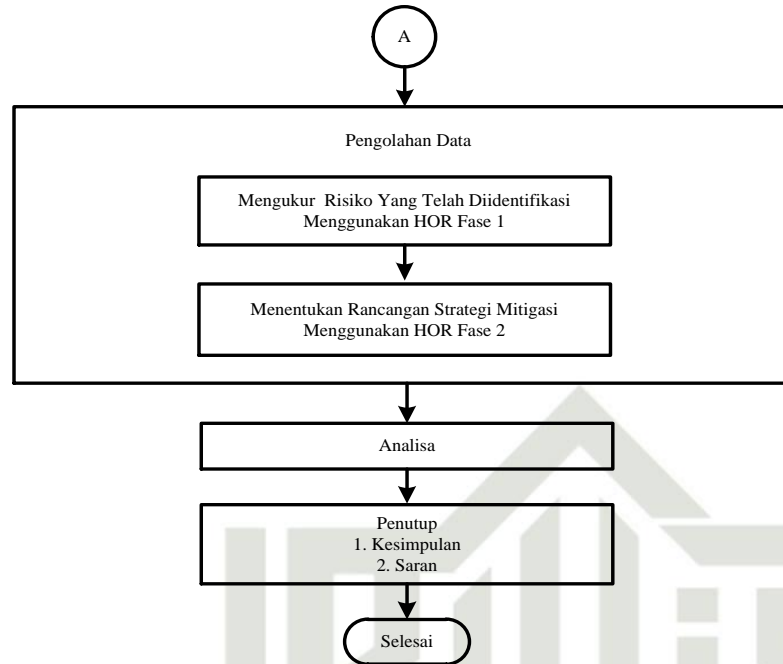 A
Pengolahan Data
Mengukur Risiko Yang Telah Diidentifikasi
Menggunakan HOR Fase 1
Menentukan Rancangan Strategi Mitigasi
Menggunakan HOR Fase 2
Analisa
Penutup
1. Kesimpulan
2. Saran
Selesai